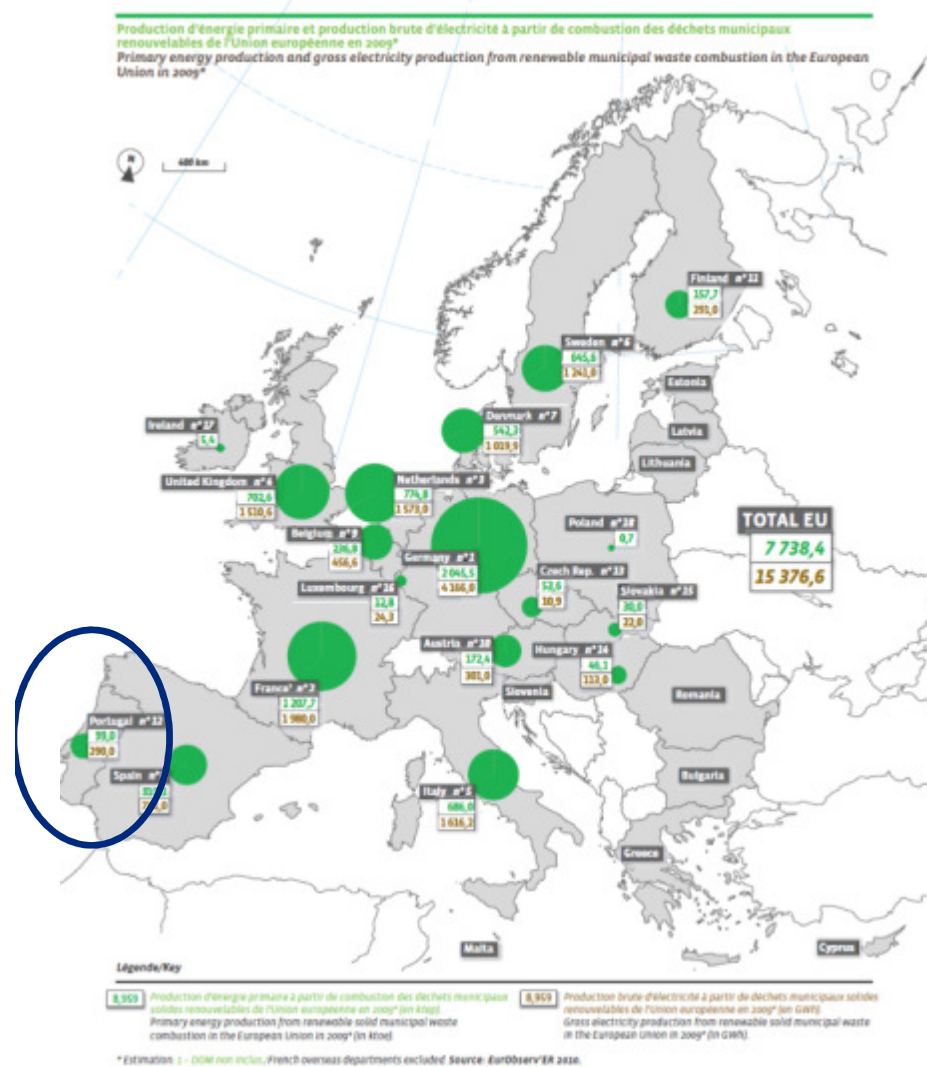 Production d'énergie primaire et production brute d'électricité à partir de combustion des déchets municipaux
renouvelables de l'Union européenne en 2009*
Primary energy production and gross electricity production from renewable municipal waste combustion in the European
Union in 2009*
N
400 km
Finland n°11
157,7
291,0
Sweden n°6
645,6
1 241,0
Estonia
Denmark n°7
542,3
1 019,9
Ireland n°17
5,4
Latvia
Lithuania
United Kingdom n°4
702,6
1 510,6
Netherlands n°3
774,8
1 573,0
Belgium n°9
456,6
Poland n°18
0,7
TOTAL EU
7 738,4
15 376,6
Germany n°1
2 045,5
4 166,0
Czech Rep. n°13
53,6
10,9
Luxembourg n°16
12,8
24,3
Slovakia n°15
30,0
22,0
Austria n°10
172,4
301,0
Hungary n°14
46,3
113,0
France¹ n°2
1 207,7
1 980,0
Slovenia
Romania
Portugal n°12
99,0
290,0
Spain
Italy n°5
686,0
1 616,2
Bulgaria
Greece
Malta
Cyprus
Légende/Key
8,959 Production d'énergie primaire à partir de combustion des déchets municipaux
solides renouvelables de l'Union européenne en 2009* (en ktep).
Primary energy production from renewable solid municipal waste
combustion in the European Union in 2009* (in ktoe).
8,959 Production brute d'électricité à partir de déchets municipaux solides
renouvelables de l'Union européenne en 2009* (en GWh).
Gross electricity production from renewable solid municipal waste
in the European Union in 2009* (in GWh).
* Estimation. 1 - DOM non inclus./French overseas departments excluded. Source: EurObserv'ER 2010.